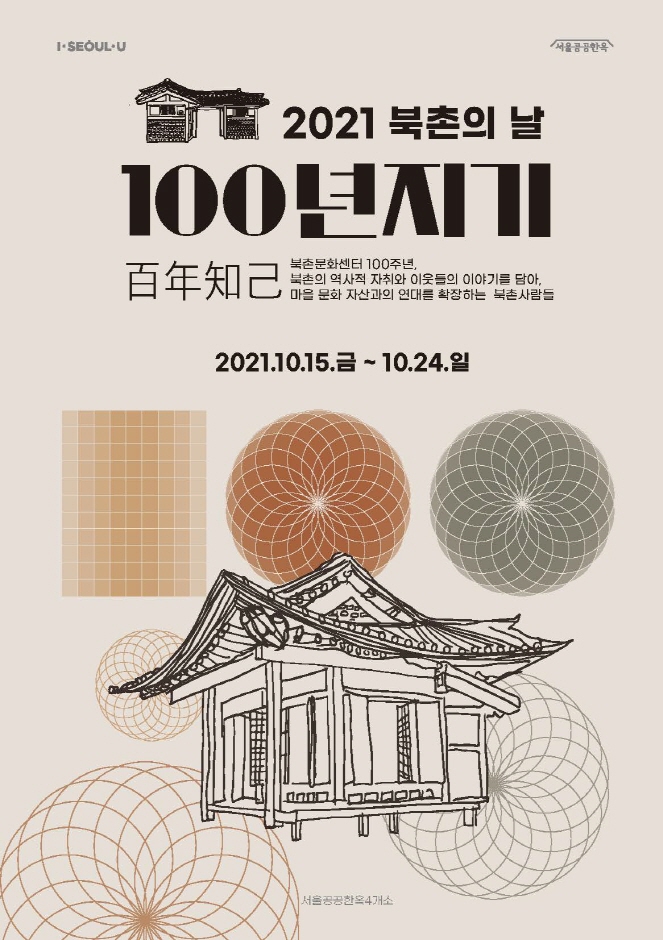 I·SEOUL·U
서울공공한옥
2021 북촌의 날
100년지기
百年知己
북촌문화센터 100주년,
북촌의 역사적 자취와 이웃들의 이야기를 담아,
마을 문화 자산과의 연대를 확장하는 북촌사람들
2021.10.15.금 ~ 10.24.일
서울공공한옥4개소